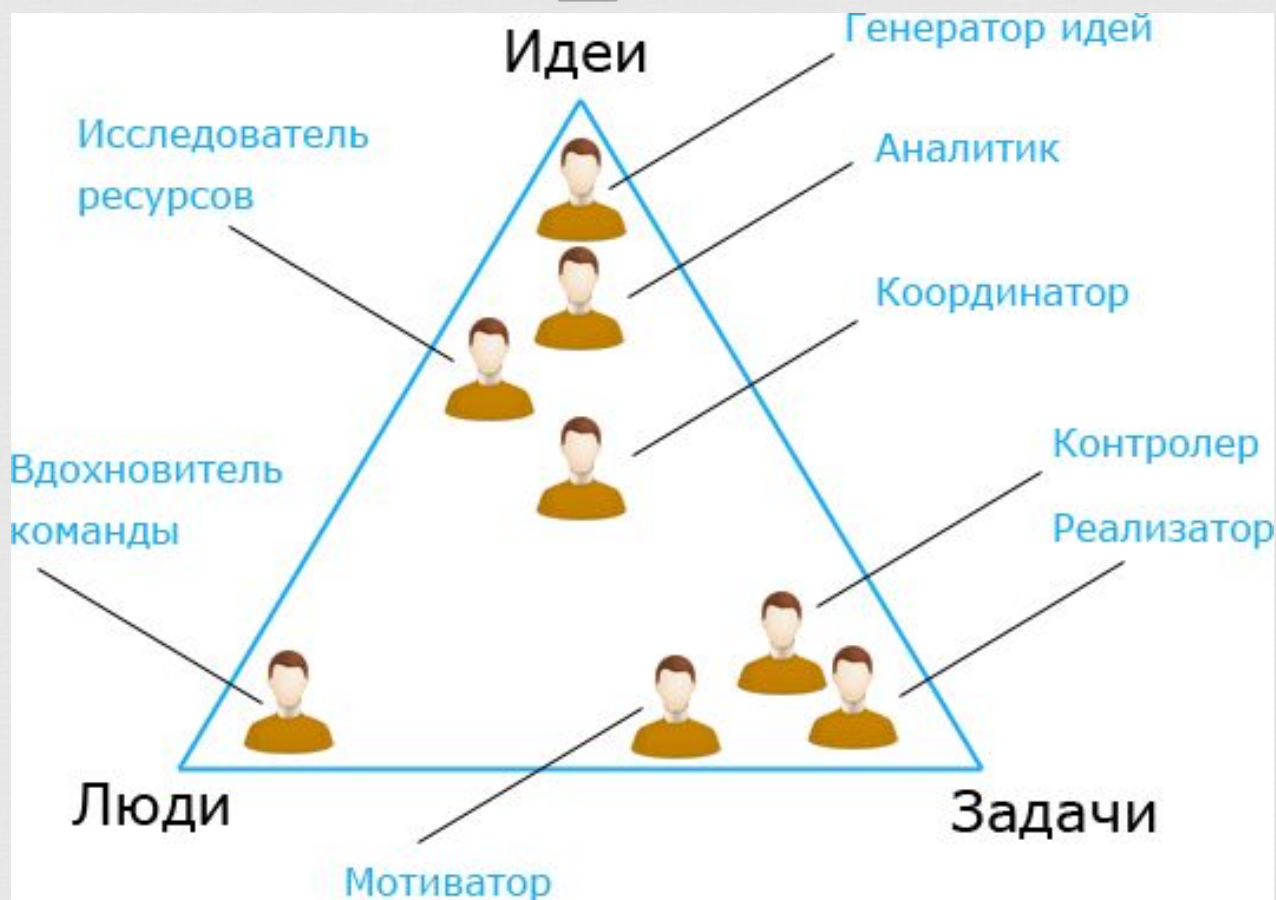 Генератор идей
Идеи
Исследователь
ресурсов
Аналитик
Координатор
Контролер
Вдохновитель
команды
Реализатор
Люди
Задачи
Мотиватор